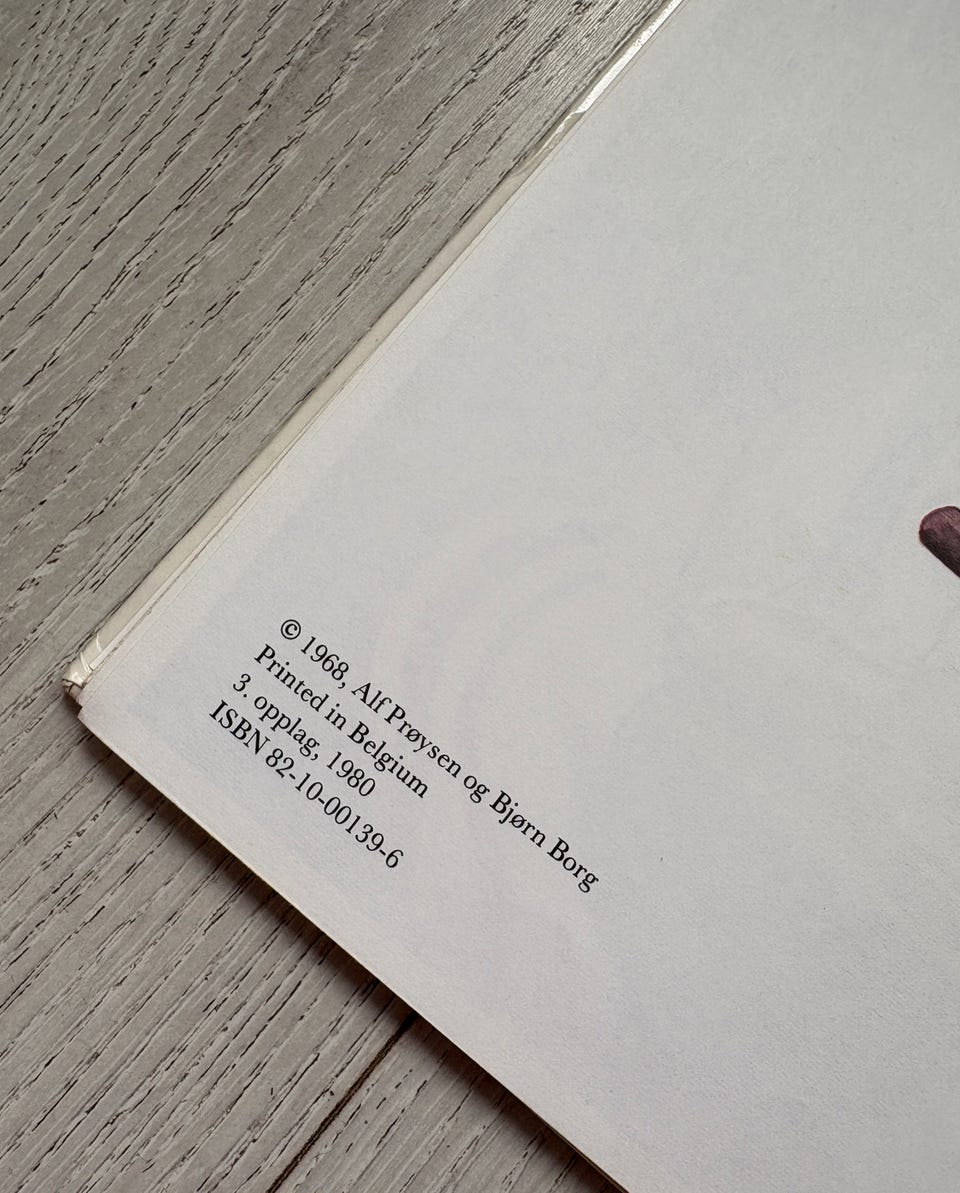 © 1968, Alf Prøysen og Bjørn Borg
Printed in Belgium
3. opplag, 1980
ISBN 82-10-00139-6